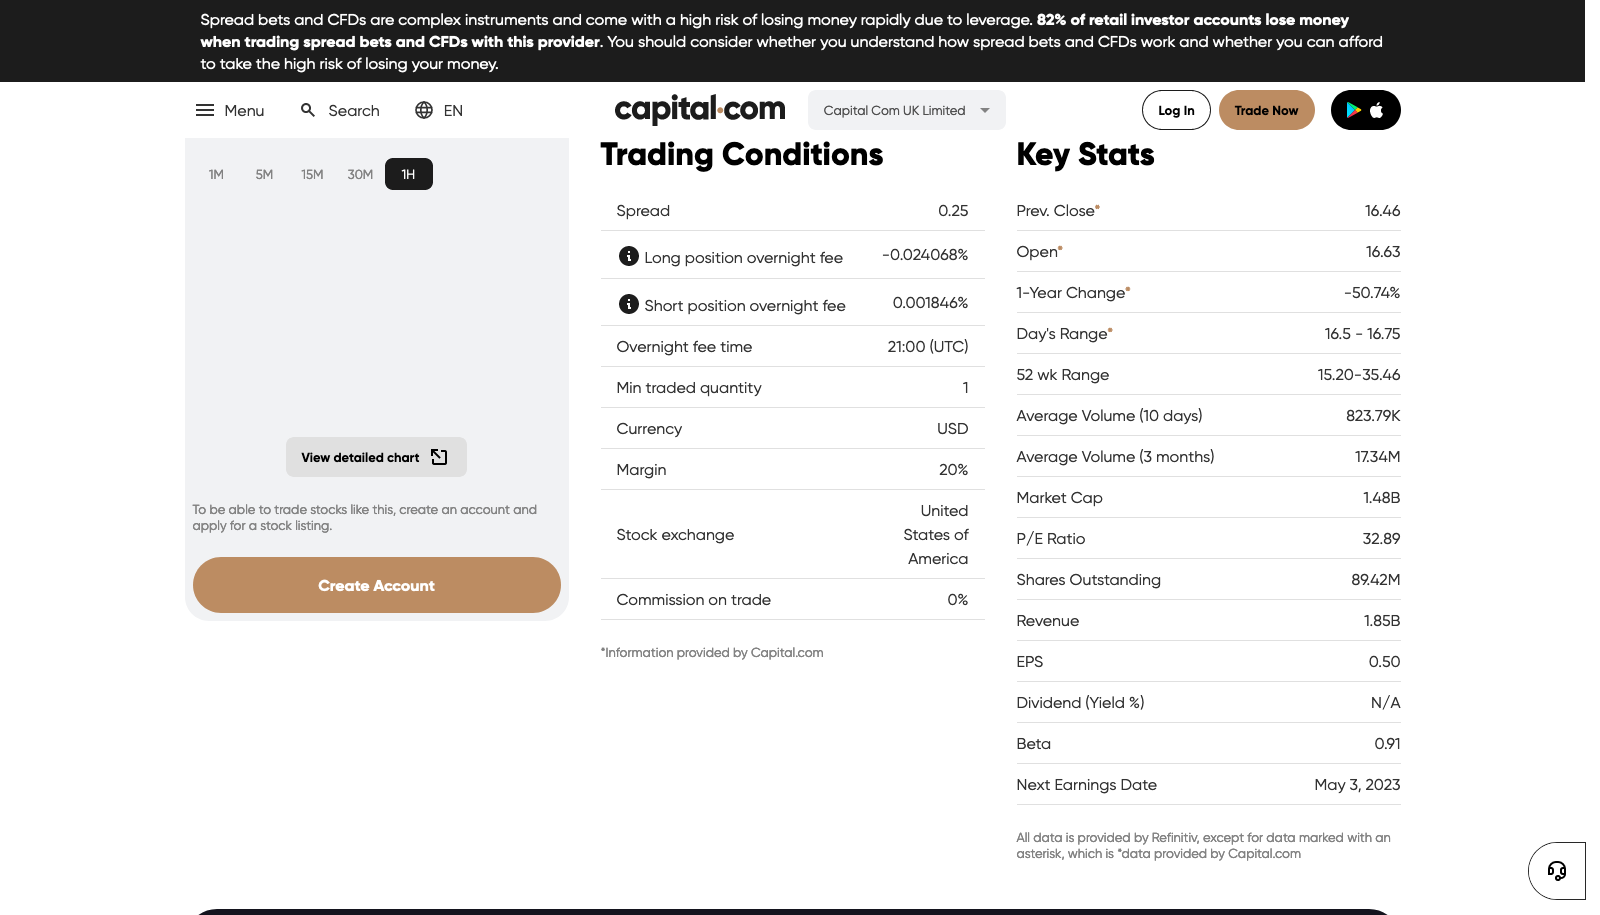 Spread bets and CFDs are complex instruments and come with a high risk of losing money rapidly due to leverage. 82% of retail investor accounts lose money
when trading spread bets and CFDs with this provider. You should consider whether you understand how spread bets and CFDs work and whether you can afford
to take the high risk of losing your money.
Menu Search EN capital.com Capital Com UK Limited Log In Trade Now
1M 5M 15M 30M 1H
View detailed chart
To be able to trade stocks like this, create an account and
apply for a stock listing.
Create Account
Trading Conditions
Spread 0.25
Long position overnight fee -0.024068%
Short position overnight fee 0.001846%
Overnight fee time 21:00 (UTC)
Min traded quantity 1
Currency USD
Margin 20%
Stock exchange United
States of
America
Commission on trade 0%
*Information provided by Capital.com
Key Stats
Prev. Close* 16.46
Open* 16.63
1-Year Change* -50.74%
Day's Range* 16.5 - 16.75
52 wk Range 15.20-35.46
Average Volume (10 days) 823.79K
Average Volume (3 months) 17.34M
Market Cap 1.48B
P/E Ratio 32.89
Shares Outstanding 89.42M
Revenue 1.85B
EPS 0.50
Dividend (Yield %) N/A
Beta 0.91
Next Earnings Date May 3, 2023
All data is provided by Refinitiv, except for data marked with an
asterisk, which is *data provided by Capital.com